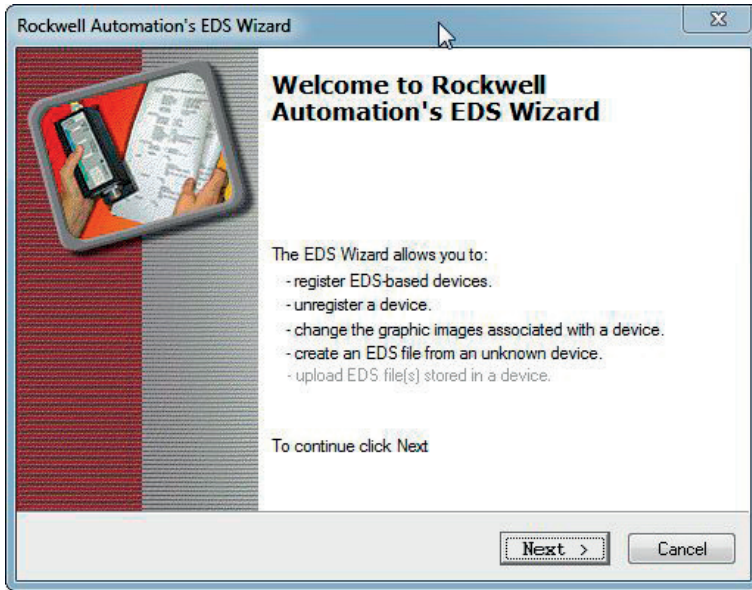 Rockwell Automation's EDS Wizard
Welcome to Rockwell
Automation's EDS Wizard
The EDS Wizard allows you to:
- register EDS-based devices.
- unregister a device.
- change the graphic images associated with a device.
- create an EDS file from an unknown device.
- upload EDS file(s) stored in a device.
To continue click Next
Next >
Cancel